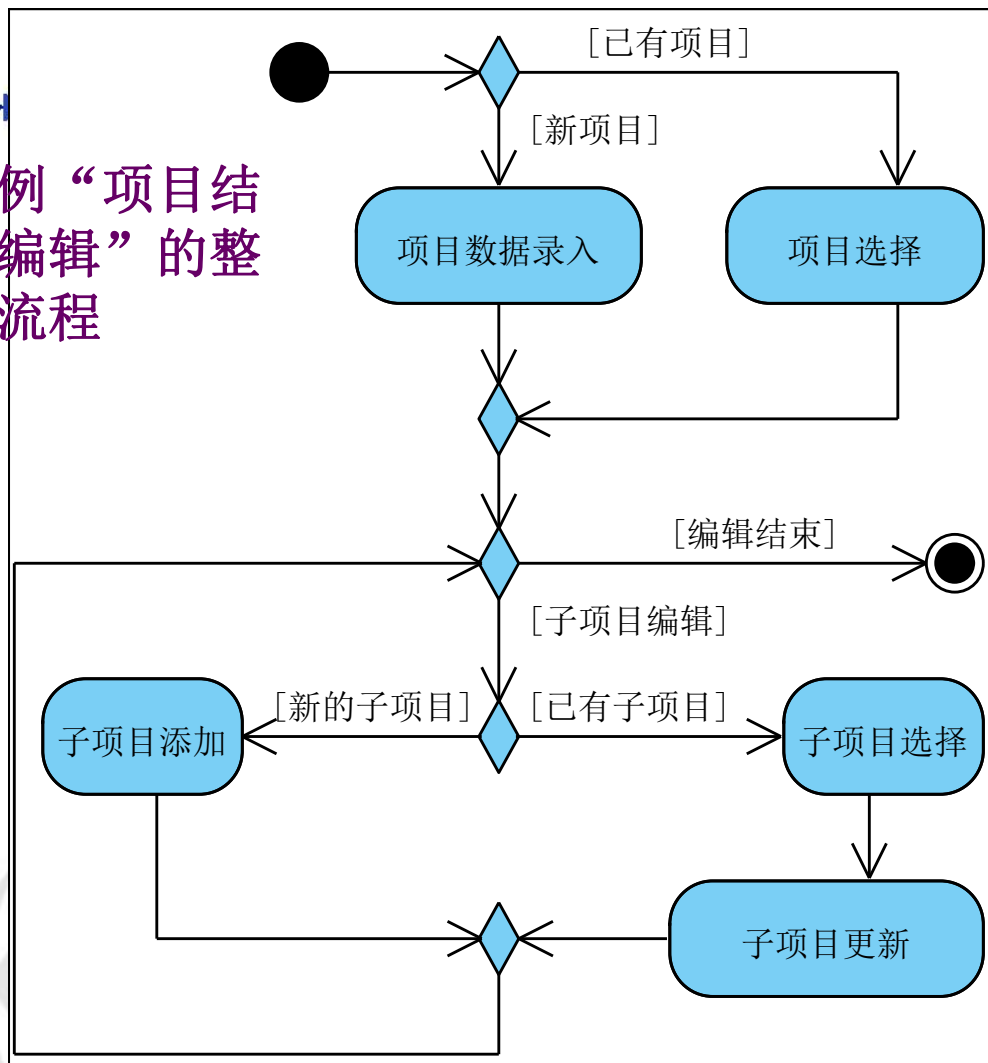 [已有项目]
[新项目]
例“项目结
编辑”的整
流程
项目数据录入
项目选择
[编辑结束]
[子项目编辑]
[新的子项目]
[已有子项目]
子项目添加
子项目选择
子项目更新